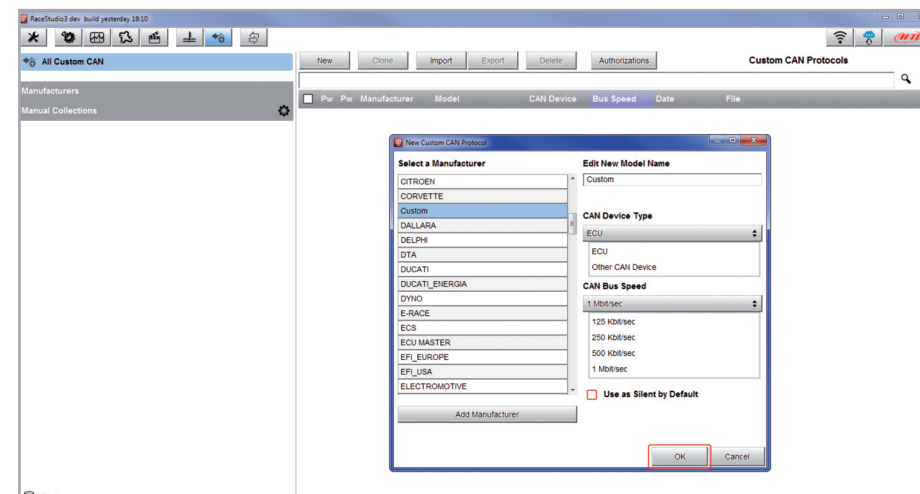 RaceStudio3 dev build yesterday 18:10
All Custom CAN
New Clone Import Export Delete Authorizations Custom CAN Protocols
Manufacturers
Manual Collections
Pw Pw Manufacturer Model CAN Device Bus Speed Date File
New Custom CAN Protocol
Select a Manufacturer
CITROEN
CORVETTE
Custom
DALLARA
DELPHI
DTA
DUCATI
DUCATI_ENERGIA
DYNO
E-RACE
ECS
ECU MASTER
EFI_EUROPE
EFI_USA
ELECTROMOTIVE
Add Manufacturer
Edit New Model Name
Custom
CAN Device Type
ECU
ECU
Other CAN Device
CAN Bus Speed
1 Mbit/sec
125 Kbit/sec
250 Kbit/sec
500 Kbit/sec
1 Mbit/sec
Use as Silent by Default
OK Cancel